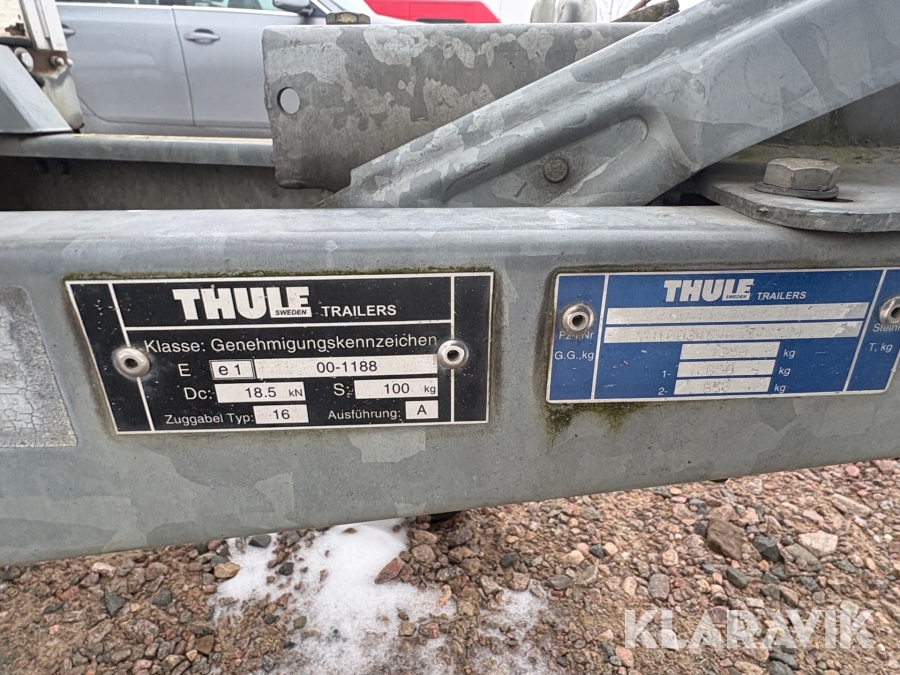 THULE
SWEDEN
TRAILERS
Klasse: Genehmigungskennzeichen
E e 1 00-1188
Dc: 18.5 kN S: 100 kg
Zuggabel Typ: 16 Ausführung: A
THULE
SWEDEN
TRAILERS
G.G.,kg kg
T, kg
1- kg
2- kg
KLARAVIK